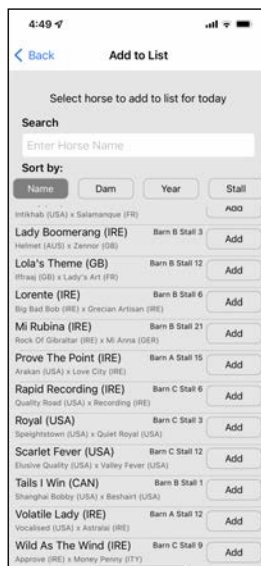 4:49
Back Add to List
Select horse to add to list for today
Search
Enter Horse Name
Sort by:
Name Dam Year Stall
Intikhab (USA) x Salamanque (FR) Add
Lady Boomerang (IRE) Barn B Stall 3 Add
Helmet (AUS) x Zennor (GB)
Lola's Theme (GB) Barn B Stall 12 Add
Iffraaj (GB) x Lady's Art (FR)
Lorente (IRE) Barn B Stall 6 Add
Big Bad Bob (IRE) x Grecian Artisan (IRE)
Mi Rubina (IRE) Barn B Stall 21 Add
Rock Of Gibraltar (IRE) x Mi Anna (GER)
Prove The Point (IRE) Barn A Stall 15 Add
Arakan (USA) x Love City (IRE)
Rapid Recording (IRE) Barn C Stall 6 Add
Quality Road (USA) x Recording (IRE)
Royal (USA) Barn C Stall 3 Add
Speightstown (USA) x Quiet Royal (USA)
Scarlet Fever (USA) Barn C Stall 12 Add
Elusive Quality (USA) x Valley Fever (USA)
Tails I Win (CAN) Barn B Stall 1 Add
Shanghai Bobby (USA) x Beshairt (USA)
Volatile Lady (IRE) Barn A Stall 12 Add
Vocalised (USA) x Astralai (IRE)
Wild As The Wind (IRE) Barn C Stall 9 Add
Approve (IRE) x Money Penny (ITY)